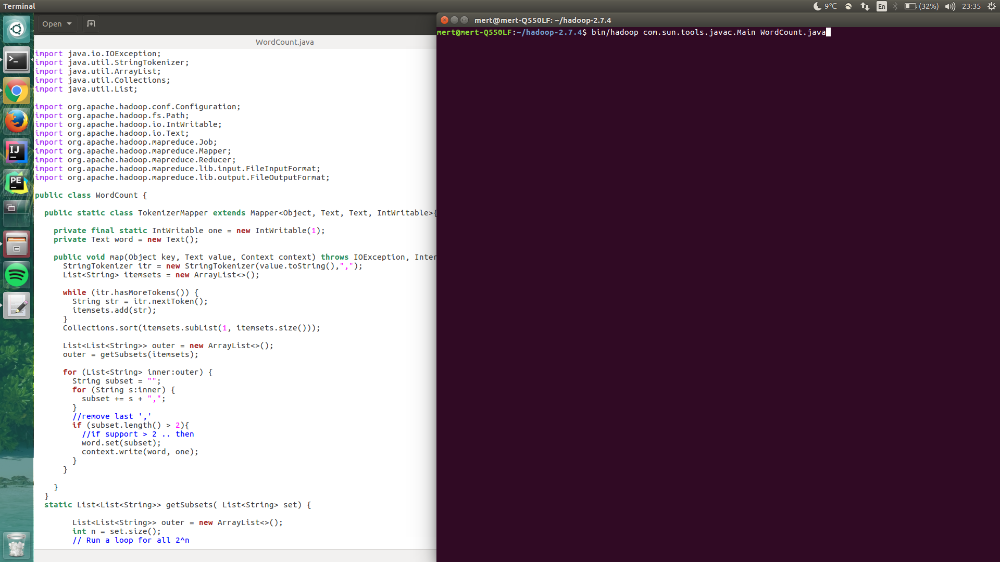 Terminal
9°C
En
(32%)
23:35
Open
WordCount.java
import java.io.IOException;
import java.util.StringTokenizer;
import java.util.ArrayList;
import java.util.Collections;
import java.util.List;
import org.apache.hadoop.conf.Configuration;
import org.apache.hadoop.fs.Path;
import org.apache.hadoop.io.IntWritable;
import org.apache.hadoop.io.Text;
import org.apache.hadoop.mapreduce.Job;
import org.apache.hadoop.mapreduce.Mapper;
import org.apache.hadoop.mapreduce.Reducer;
import org.apache.hadoop.mapreduce.lib.input.FileInputFormat;
import org.apache.hadoop.mapreduce.lib.output.FileOutputFormat;
public class WordCount {
public static class TokenizerMapper extends Mapper<Object, Text, Text, IntWritable>{
private final static IntWritable one = new IntWritable(1);
private Text word = new Text();
public void map(Object key, Text value, Context context) throws IOException, Inter
StringTokenizer itr = new StringTokenizer(value.toString(),",");
List<String> itemsets = new ArrayList<>();
while (itr.hasMoreTokens()) {
String str = itr.nextToken();
itemsets.add(str);
}
Collections.sort(itemsets.subList(1, itemsets.size()));
List<List<String>> outer = new ArrayList<>();
outer = getSubsets(itemsets);
for (List<String> inner:outer) {
String subset = "";
for (String s:inner) {
subset += s + ",";
}
//remove last ','
if (subset.length() > 2){
//if support > 2 .. then
word.set(subset);
context.write(word, one);
}
}
}
}
static List<List<String>> getSubsets( List<String> set) {
List<List<String>> outer = new ArrayList<>();
int n = set.size();
// Run a loop for all 2^n
mert@mert-Q550LF: ~/hadoop-2.7.4
mert@mert-Q550LF:~/hadoop-2.7.4$ bin/hadoop com.sun.tools.javac.Main WordCount.java
>_
IJ
PE